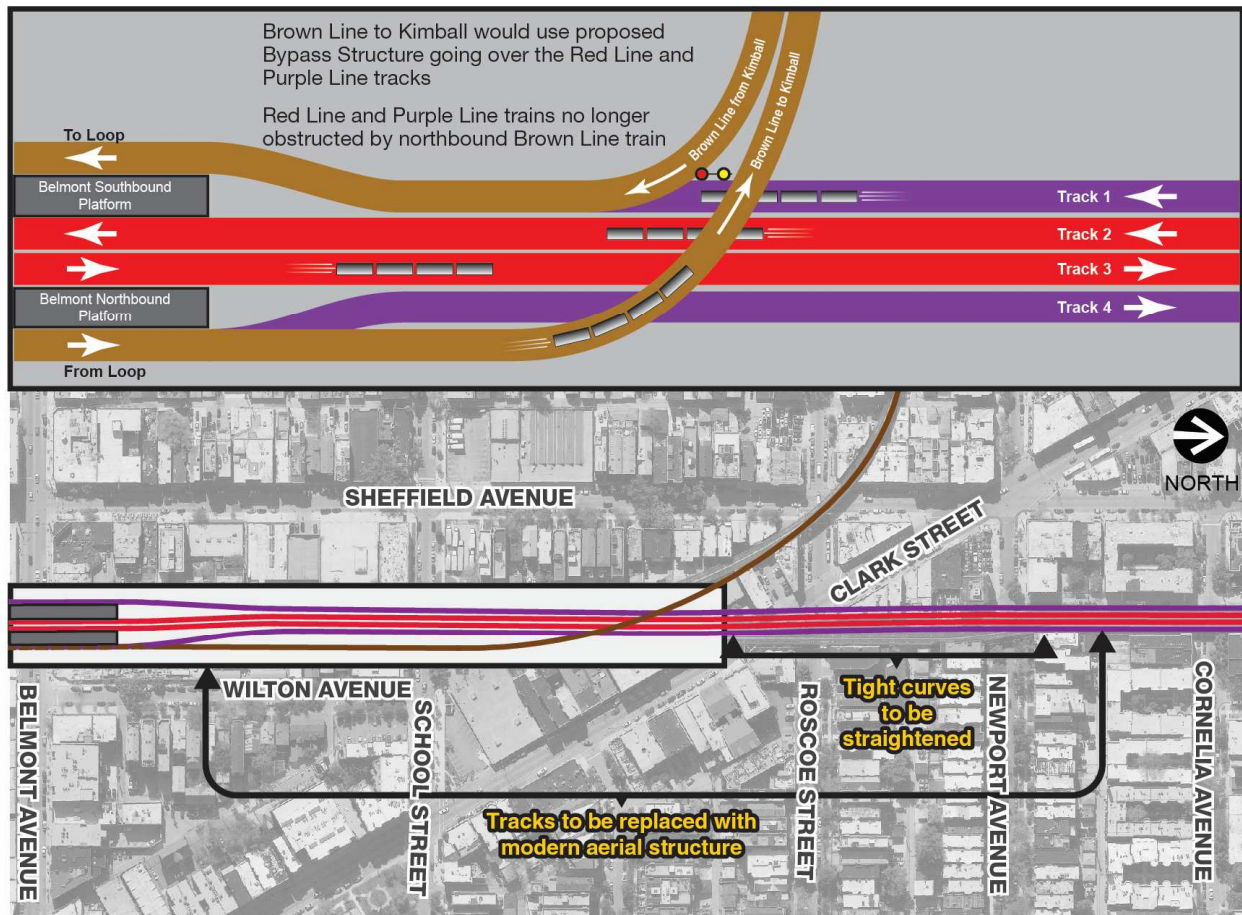 Brown Line to Kimball would use proposed
Bypass Structure going over the Red Line and
Purple Line tracks
Red Line and Purple Line trains no longer
obstructed by northbound Brown Line train
Brown Line from Kimball
Brown Line to Kimball
To Loop
Belmont Southbound
Platform
Track 1
Track 2
Track 3
Belmont Northbound
Platform
Track 4
From Loop
NORTH
SHEFFIELD AVENUE
CLARK STREET
BELMONT AVENUE
WILTON AVENUE
SCHOOL STREET
ROSCOE STREET
Tight curves
to be
straightened
NEWPORT AVENUE
CORNELIA AVENUE
Tracks to be replaced with
modern aerial structure